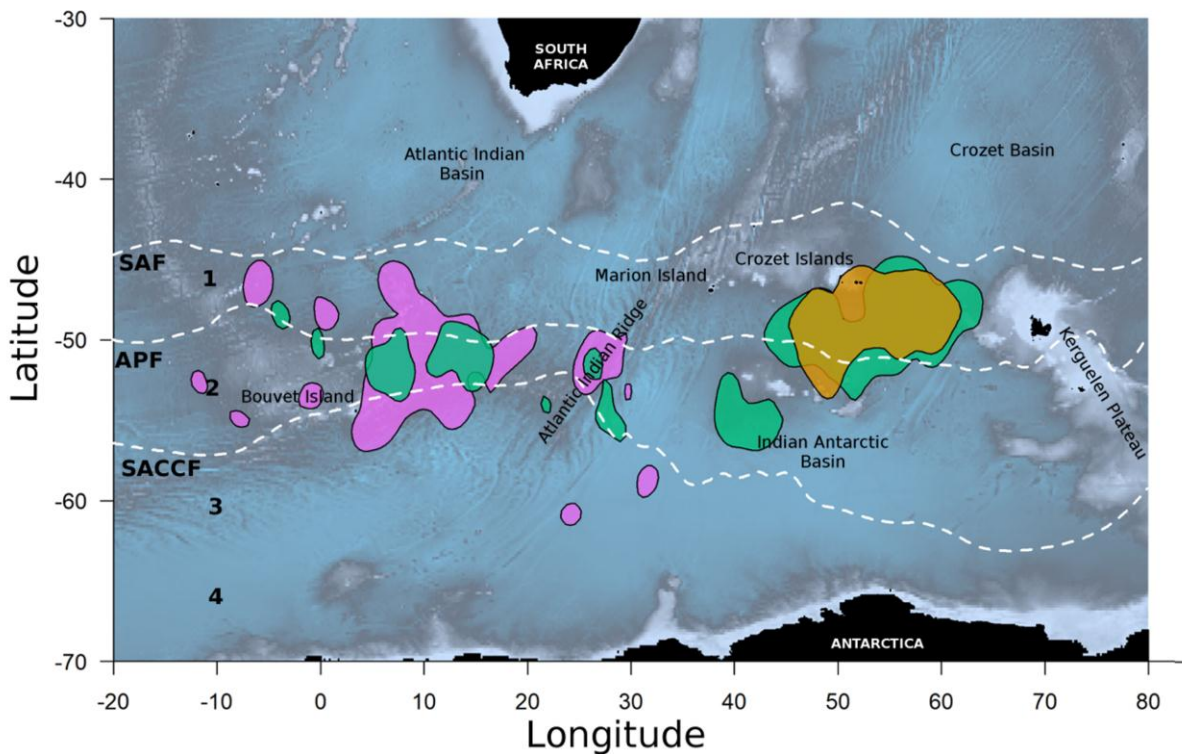 -30
-40
-50
-60
-70
Latitude
SOUTH
AFRICA
Atlantic Indian
Basin
Crozet Basin
SAF
1
Marion Island
Crozet Islands
APF
2
Bouvet Island
Atlantic Indian Ridge
Kerguelen Plateau
Indian Antarctic
Basin
SACCF
3
4
ANTARCTICA
-20 -10 0 10 20 30 40 50 60 70 80
Longitude